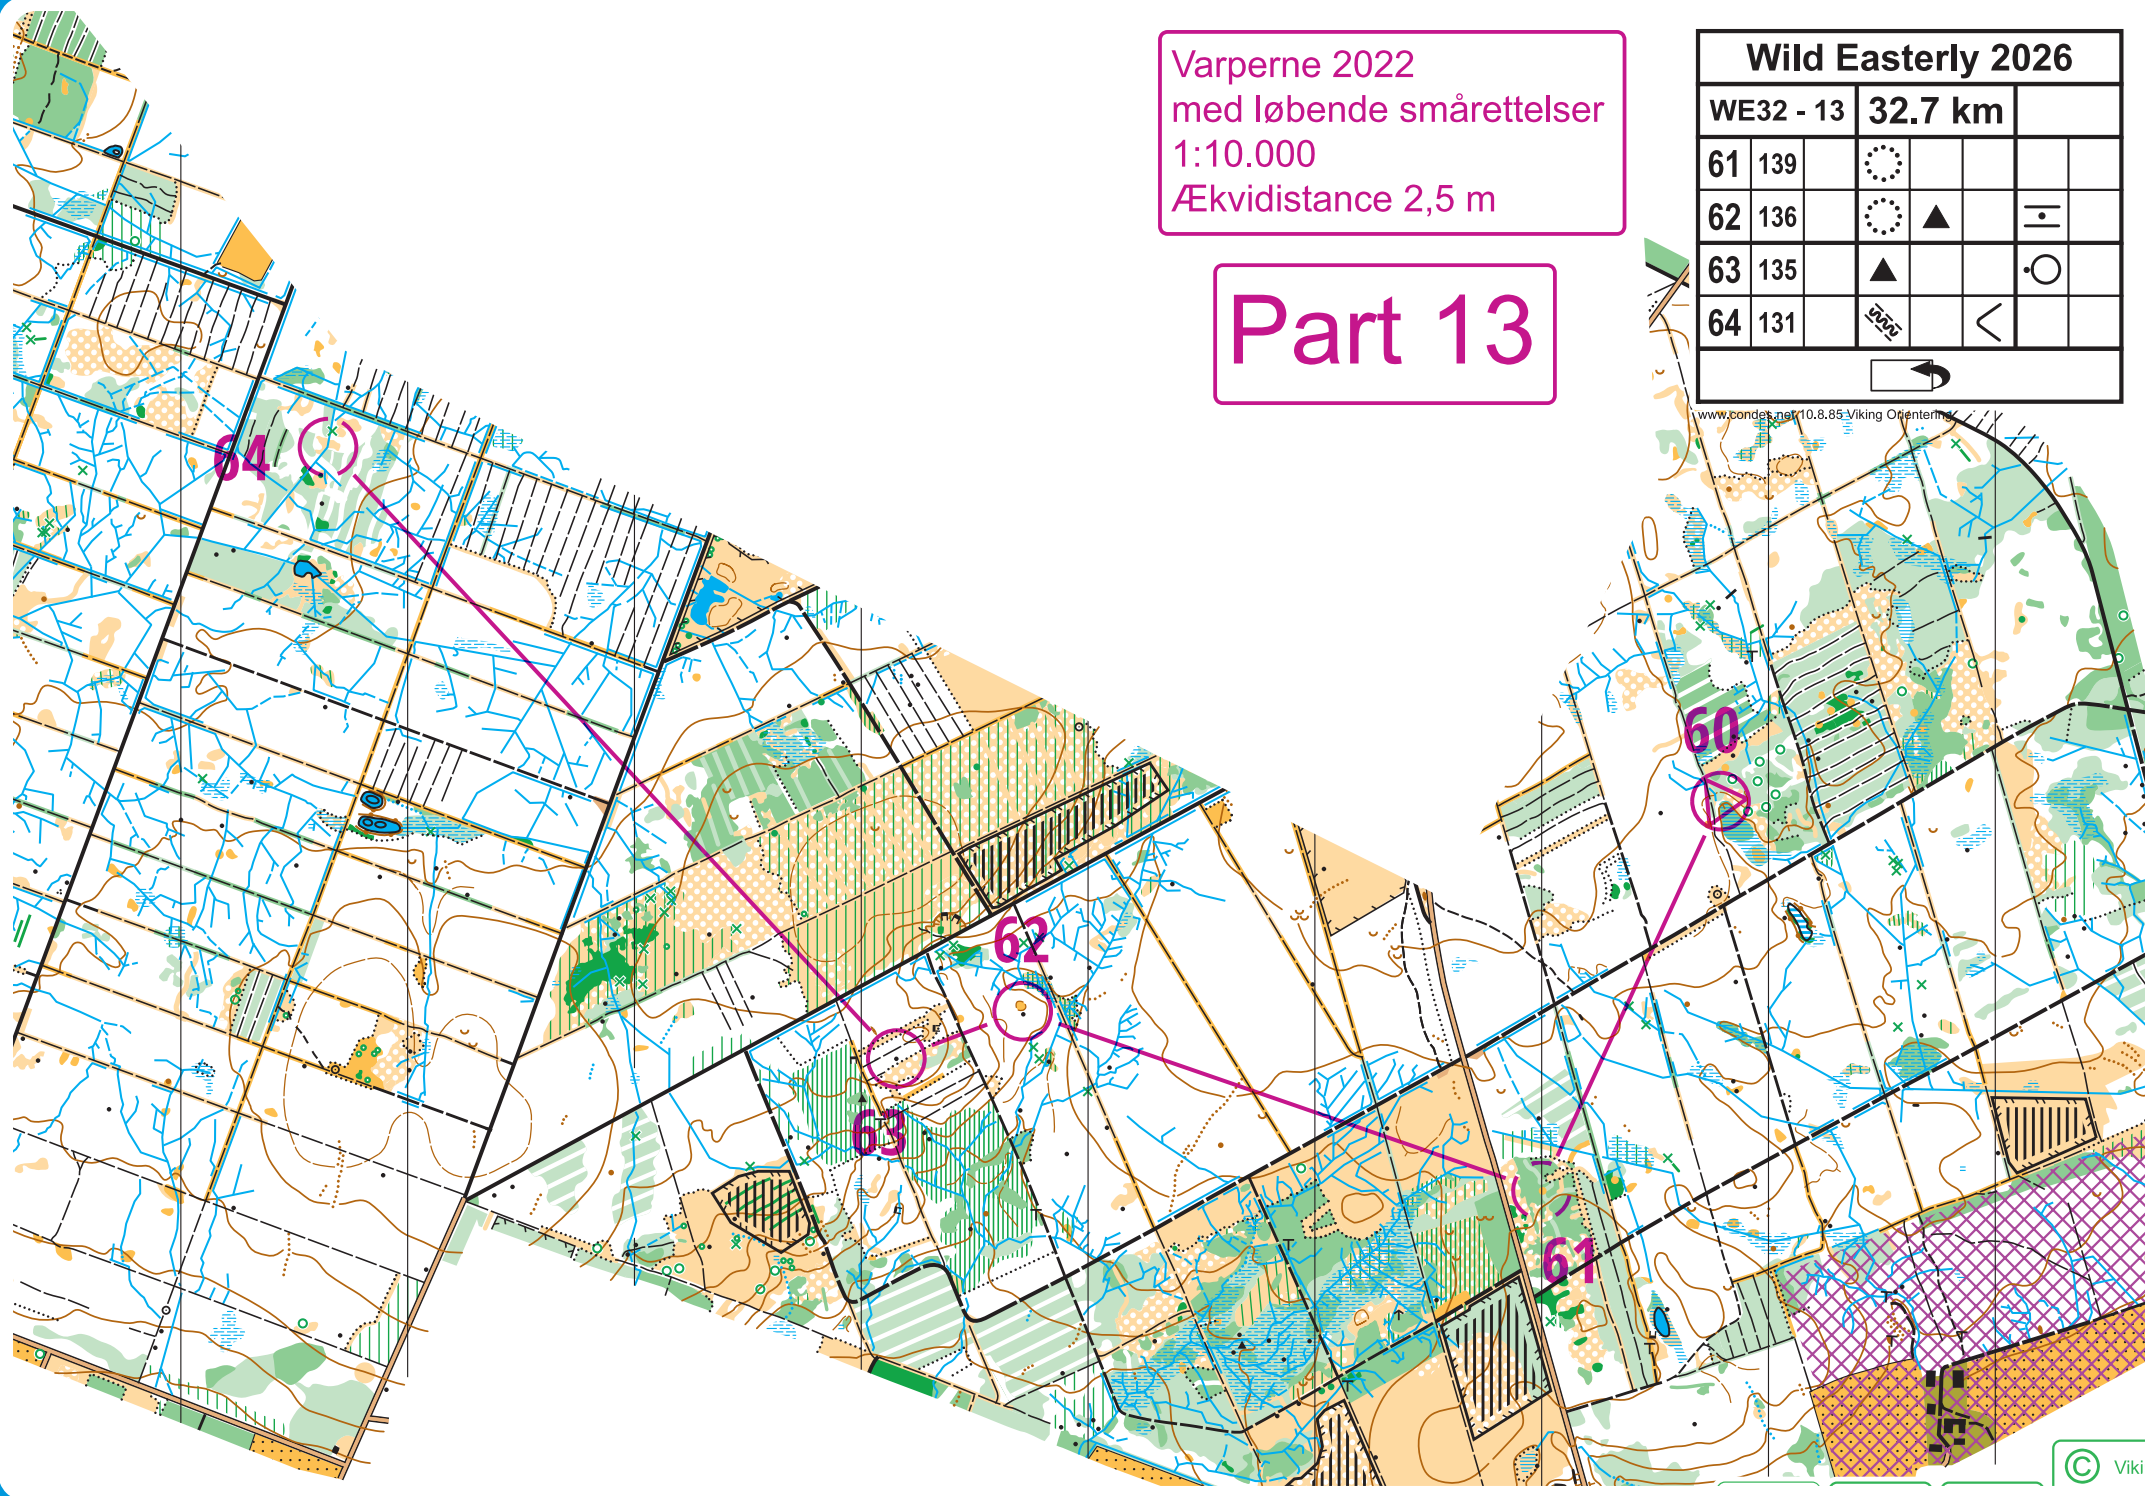 Varperne 2022
med løbende smårettelser
1:10.000
Ækvidistance 2,5 m
Part 13
Wild Easterly 2026
WE32 - 13 32.7 km
61 139
62 136
63 135
64 131
www.condes.net 10.8.85 Viking Orientering
64
60
62
63
61
© Viki